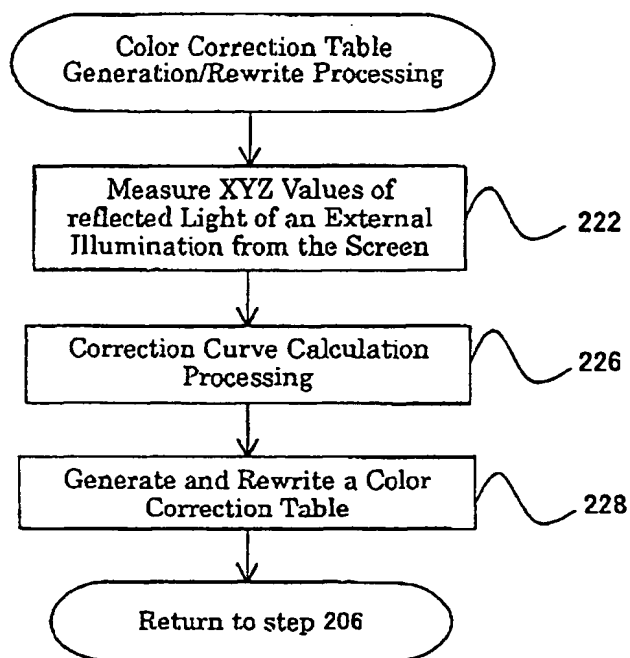 Color Correction Table
Generation/Rewrite Processing
Measure XYZ Values of
reflected Light of an External
Illumination from the Screen
222
Correction Curve Calculation
Processing
226
Generate and Rewrite a Color
Correction Table
228
Return to step 206